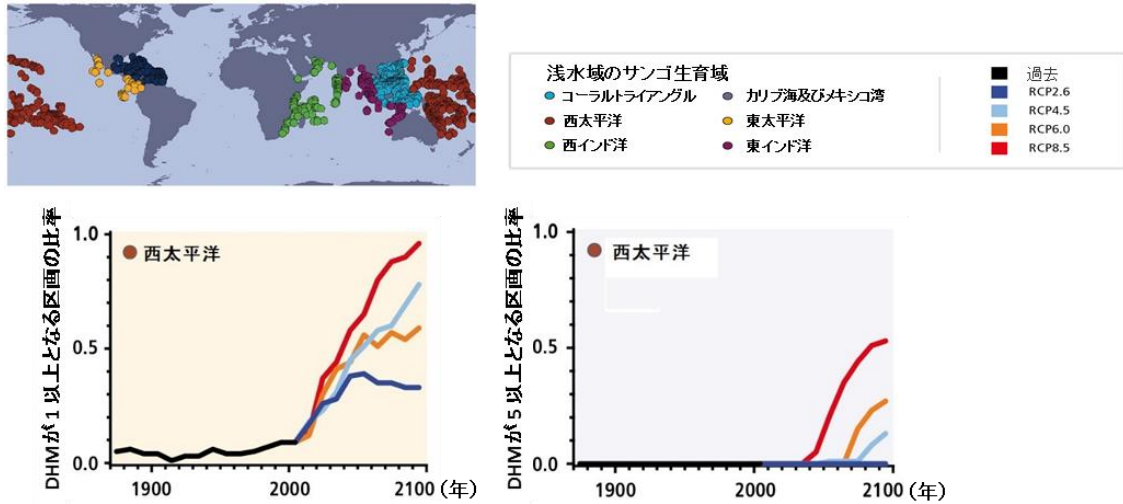 浅水域のサンゴ生育域
コーラルトライアングル
カリブ海及びメキシコ湾
西太平洋
東太平洋
西インド洋
東インド洋
過去
RCP2.6
RCP4.5
RCP6.0
RCP8.5
DHMが1以上となる区画の比率
1.0
0.5
0.0
西太平洋
1900
2000
2100
(年)
DHMが5以上となる区画の比率
1.0
0.5
0.0
西太平洋
1900
2000
2100
(年)